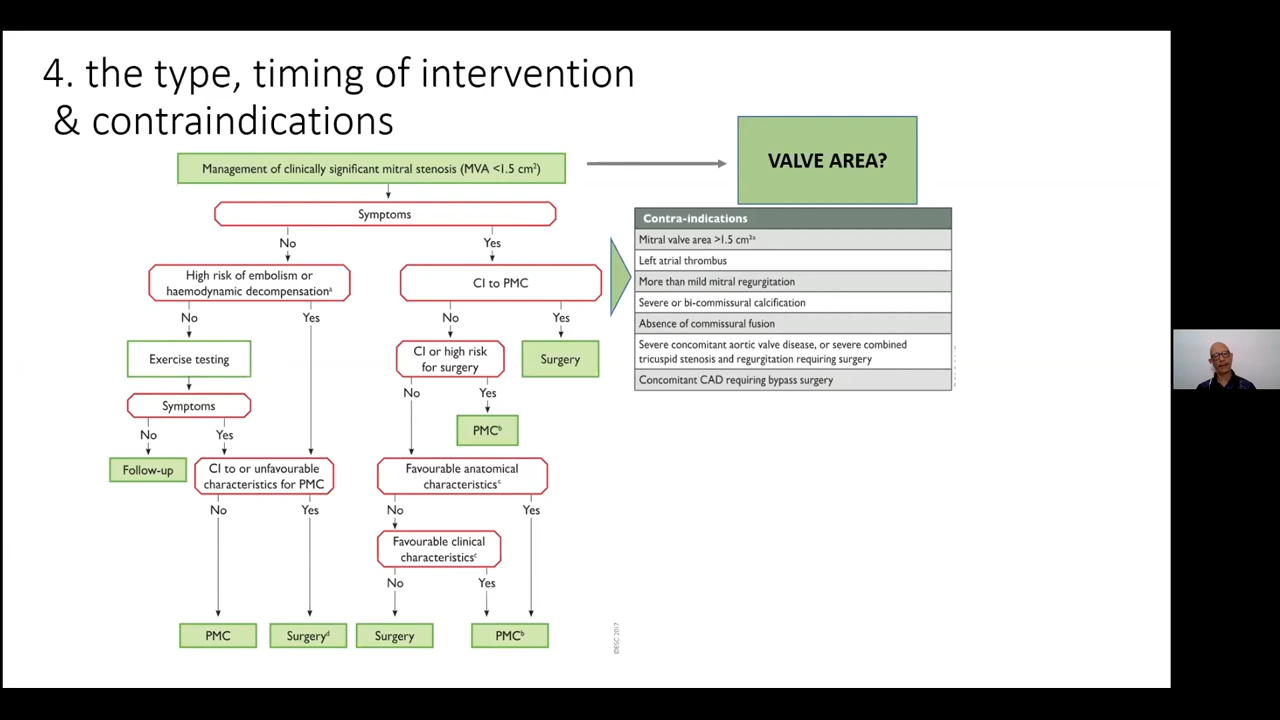 4. the type, timing of intervention
& contraindications
VALVE AREA?
Management of clinically significant mitral stenosis (MVA <1.5 cm²)
Symptoms
No
Yes
High risk of embolism or
haemodynamic decompensationᵃ
CI to PMC
No
Yes
No
Yes
Exercise testing
CI or high risk
for surgery
Surgery
Symptoms
No
Yes
No
Yes
PMCᵇ
Follow-up
CI to or unfavourable
characteristics for PMC
Favourable anatomical
characteristicsᶜ
No
Yes
No
Yes
Favourable clinical
characteristicsᶜ
No
Yes
PMC
Surgeryᵈ
Surgery
PMCᵇ
©ESC 2017
Contra-indications
Mitral valve area >1.5 cm²ᵃ
Left atrial thrombus
More than mild mitral regurgitation
Severe or bi-commissural calcification
Absence of commissural fusion
Severe concomitant aortic valve disease, or severe combined
tricuspid stenosis and regurgitation requiring surgery
Concomitant CAD requiring bypass surgery